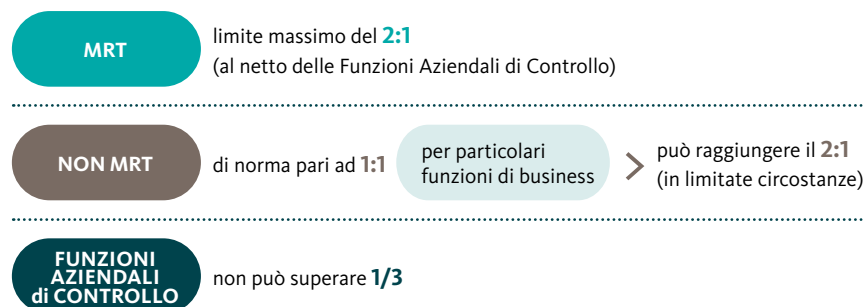 MRT
limite massimo del 2:1
(al netto delle Funzioni Aziendali di Controllo)
NON MRT
di norma pari ad 1:1
per particolari
funzioni di business
>
può raggiungere il 2:1
(in limitate circostanze)
FUNZIONI
AZIENDALI
di CONTROLLO
non può superare 1/3